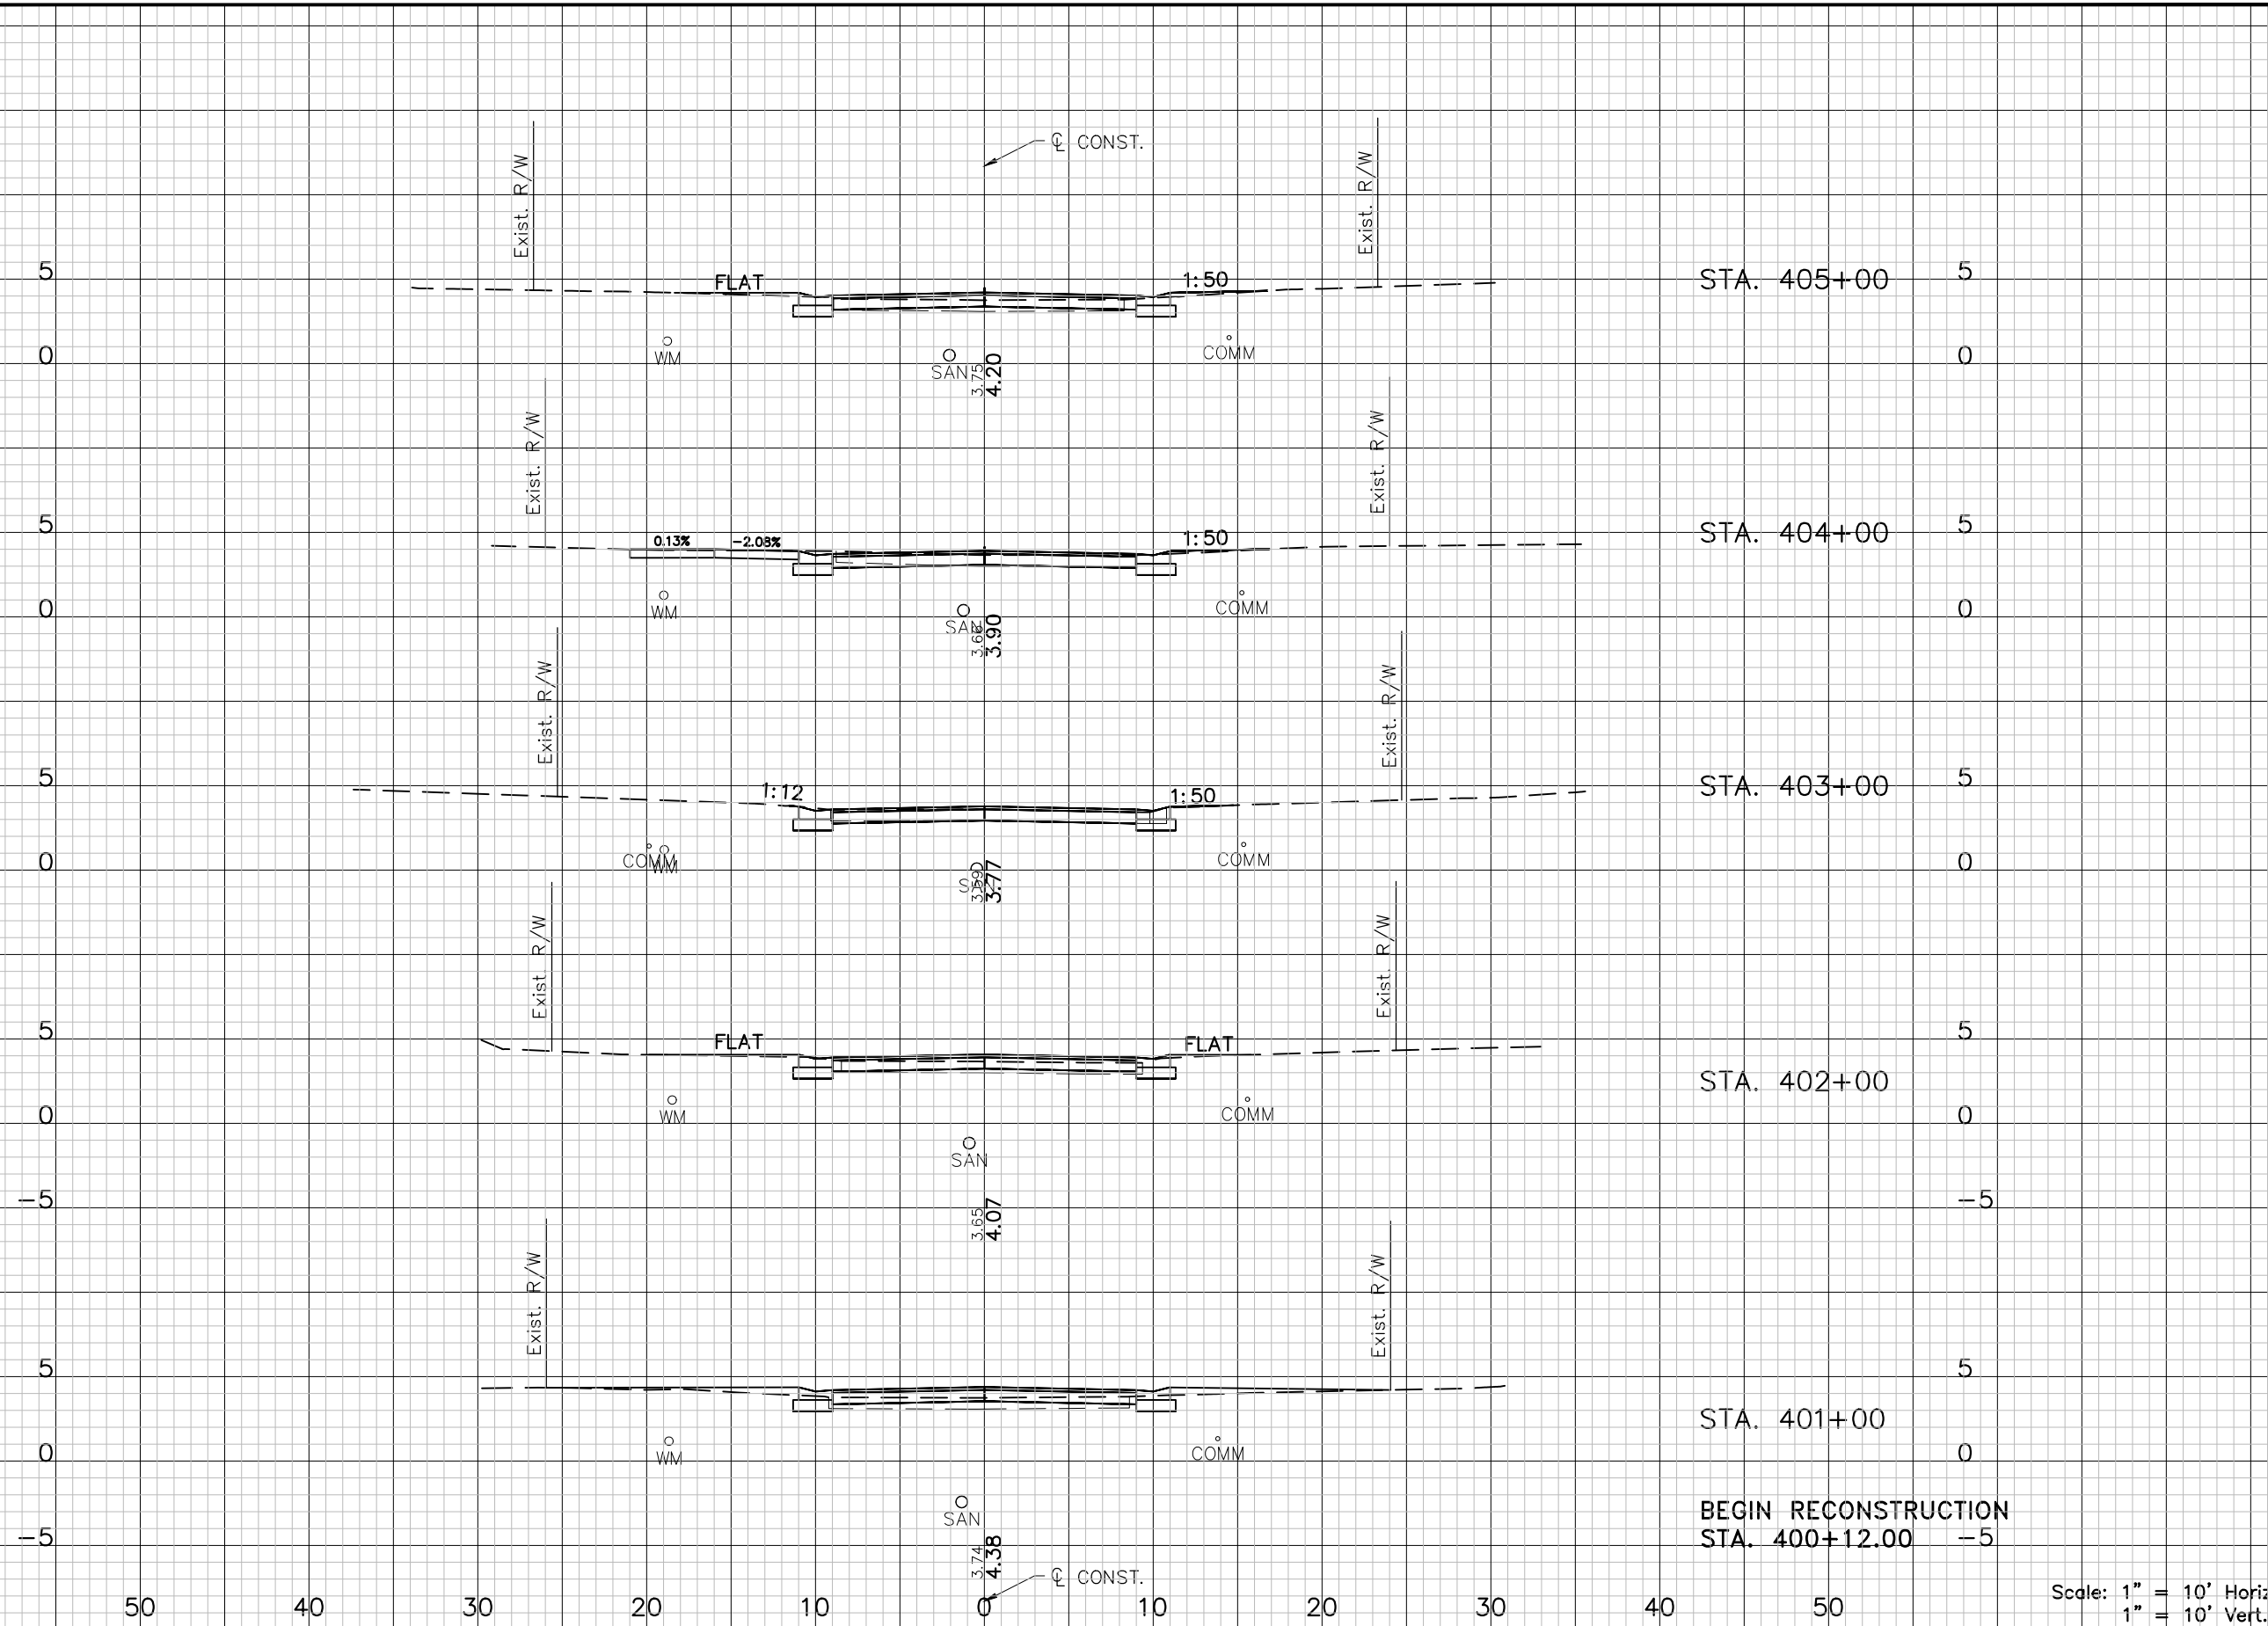 ℄ CONST.
Exist. R/W
Exist. R/W
5
FLAT
1:50
STA. 405+00
5
0
WM
SAN
3.75
4.20
COMM
0
Exist. R/W
Exist. R/W
5
0.13%
-2.08%
1:50
STA. 404+00
5
0
WM
SAN
3.90
COMM
0
Exist. R/W
Exist. R/W
5
1:12
1:50
STA. 403+00
5
0
COMM
WM
SAN
3.77
COMM
0
Exist. R/W
Exist. R/W
5
FLAT
FLAT
5
STA. 402+00
0
WM
COMM
0
SAN
-5
3.65
4.07
-5
Exist. R/W
Exist. R/W
5
5
STA. 401+00
0
WM
COMM
0
SAN
BEGIN RECONSTRUCTION
-5
3.74
4.38
STA. 400+12.00
-5
℄ CONST.
50 40 30 20 10 0 10 20 30 40 50
Scale: 1" = 10' Horiz
1" = 10' Vert.